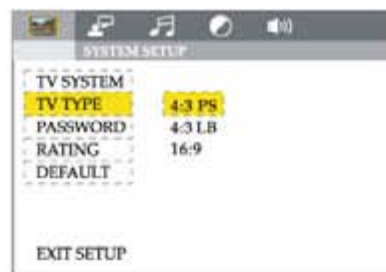 SYSTEM SETUP
TV SYSTEM
TV TYPE 4:3 PS
PASSWORD 4:3 LB
RATING 16:9
DEFAULT
EXIT SETUP